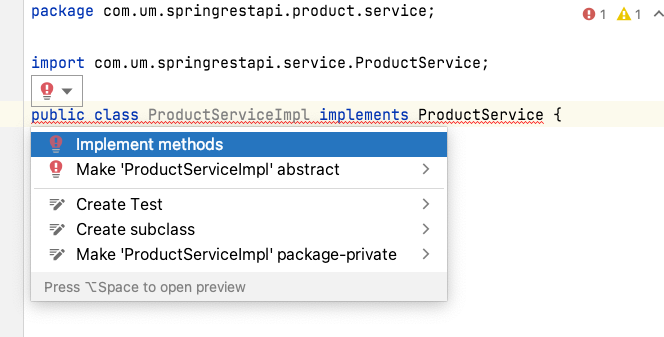 package com.um.springrestapi.product.service;
1 1
import com.um.springrestapi.service.ProductService;
public class ProductServiceImpl implements ProductService {
Implement methods
Make 'ProductServiceImpl' abstract
Create Test
Create subclass
Make 'ProductServiceImpl' package-private
Press ⌥Space to open preview